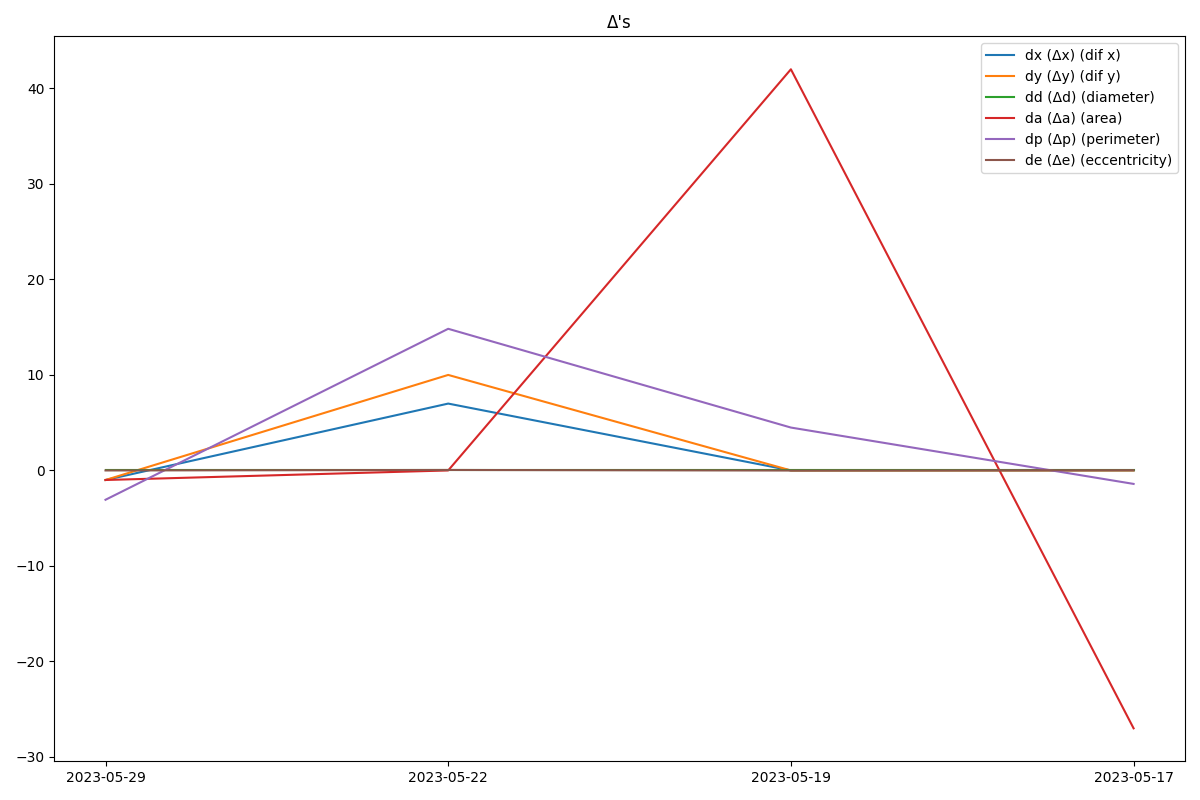 Δ's
dx (Δx) (dif x)
dy (Δy) (dif y)
dd (Δd) (diameter)
da (Δa) (area)
dp (Δp) (perimeter)
de (Δe) (eccentricity)
40
30
20
10
0
−10
−20
−30
2023-05-29 2023-05-22 2023-05-19 2023-05-17